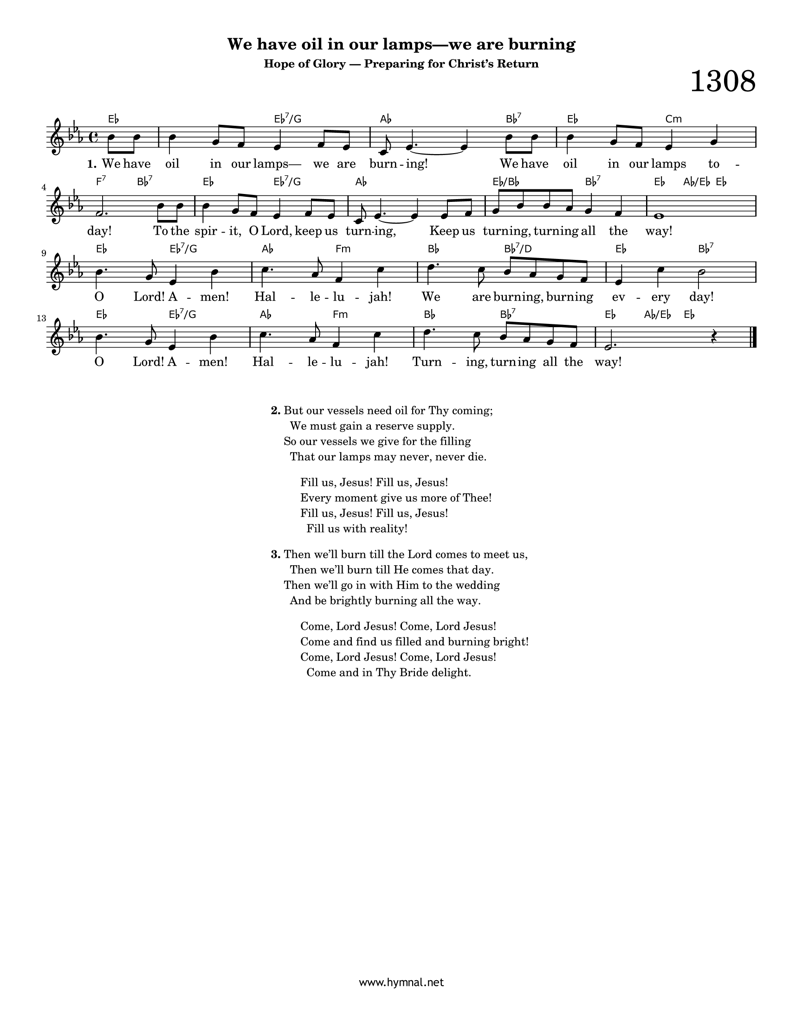 We have oil in our lamps—we are burning
Hope of Glory — Preparing for Christ's Return
1308
E♭ E♭7/G A♭ B♭7 E♭ Cm
1. We have oil in our lamps— we are burn - ing! We have oil in our lamps to -
4
F7 B♭7 E♭ E♭7/G A♭ E♭/B♭ B♭7 E♭ A♭/E♭ E♭
day! To the spir - it, O Lord, keep us turn-ing, Keep us turning, turning all the way!
9
E♭ E♭7/G A♭ Fm B♭ B♭7/D E♭ B♭7
O Lord! A - men! Hal - le - lu - jah! We are burning, burning ev - ery day!
13
E♭ E♭7/G A♭ Fm B♭ B♭7 E♭ A♭/E♭ E♭
O Lord! A - men! Hal - le - lu - jah! Turn - ing, turning all the way!
2. But our vessels need oil for Thy coming;
We must gain a reserve supply.
So our vessels we give for the filling
That our lamps may never, never die.
Fill us, Jesus! Fill us, Jesus!
Every moment give us more of Thee!
Fill us, Jesus! Fill us, Jesus!
Fill us with reality!
3. Then we'll burn till the Lord comes to meet us,
Then we'll burn till He comes that day.
Then we'll go in with Him to the wedding
And be brightly burning all the way.
Come, Lord Jesus! Come, Lord Jesus!
Come and find us filled and burning bright!
Come, Lord Jesus! Come, Lord Jesus!
Come and in Thy Bride delight.
www.hymnal.net